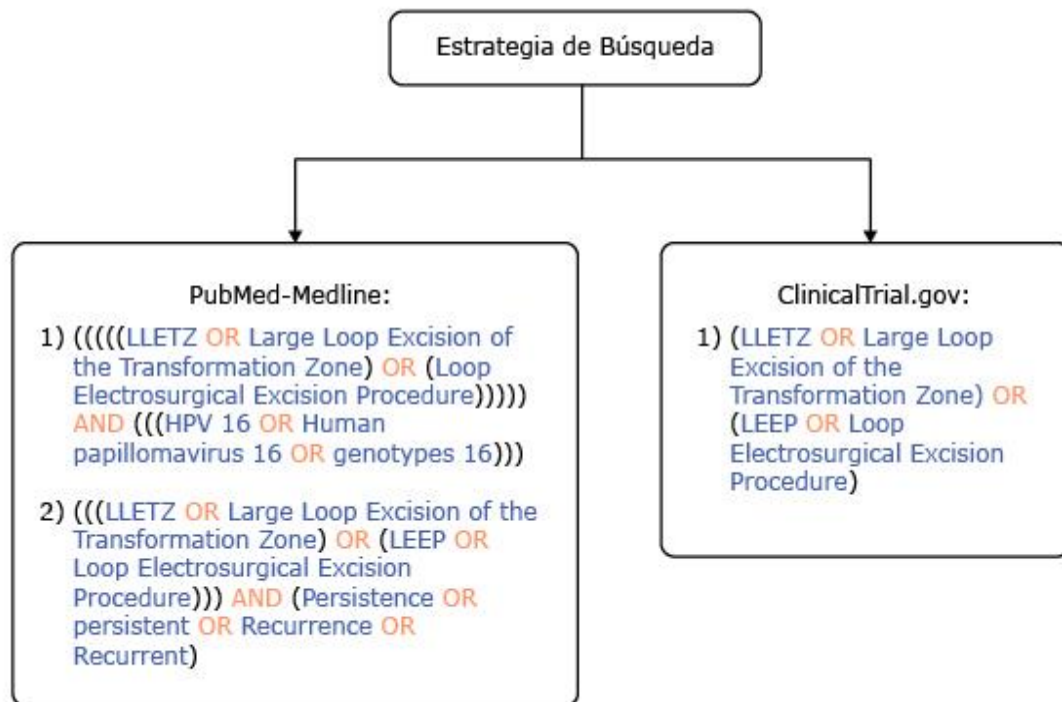 Estrategia de Búsqueda
PubMed-Medline:
1) (((((LLETZ OR Large Loop Excision of
the Transformation Zone) OR (Loop
Electrosurgical Excision Procedure)))))
AND (((HPV 16 OR Human
papillomavirus 16 OR genotypes 16)))
2) (((LLETZ OR Large Loop Excision of the
Transformation Zone) OR (LEEP OR
Loop Electrosurgical Excision
Procedure))) AND (Persistence OR
persistent OR Recurrence OR
Recurrent)
ClinicalTrial.gov:
1) (LLETZ OR Large Loop
Excision of the
Transformation Zone) OR
(LEEP OR Loop
Electrosurgical Excision
Procedure)